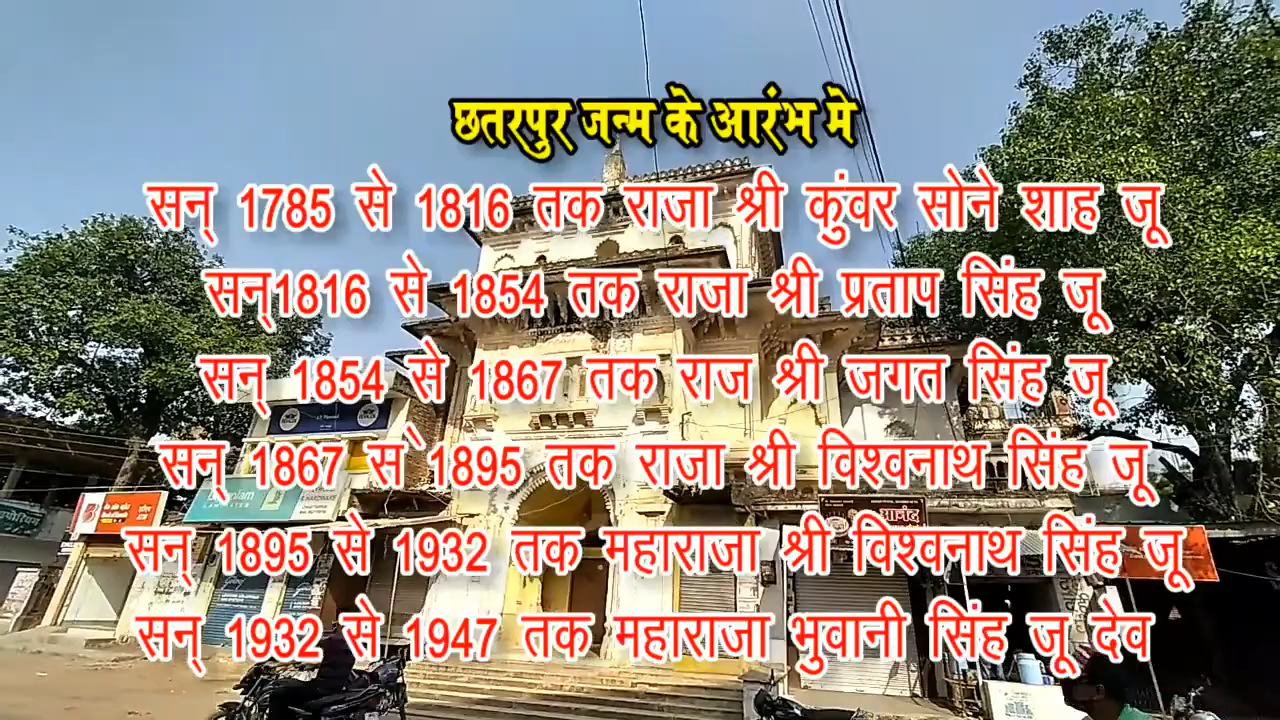 छतरपुर जन्म के आरंभ मे
सन् 1785 से 1816 तक राजा श्री कुंवर सोने शाह जू
सन्1816 से 1854 तक राजा श्री प्रताप सिंह जू
सन् 1854 से 1867 तक राज श्री जगत सिंह जू
सन् 1867 स`1895 तक राजा श्री विश्वनाथ सिंह जू
सन् 1895 से 1932 तक महाराजा श्री विश्वनाथ सिंह जू
सन् 1932 से 1947 तक महाराजा भुवानी सिंह जू देव
आनंद